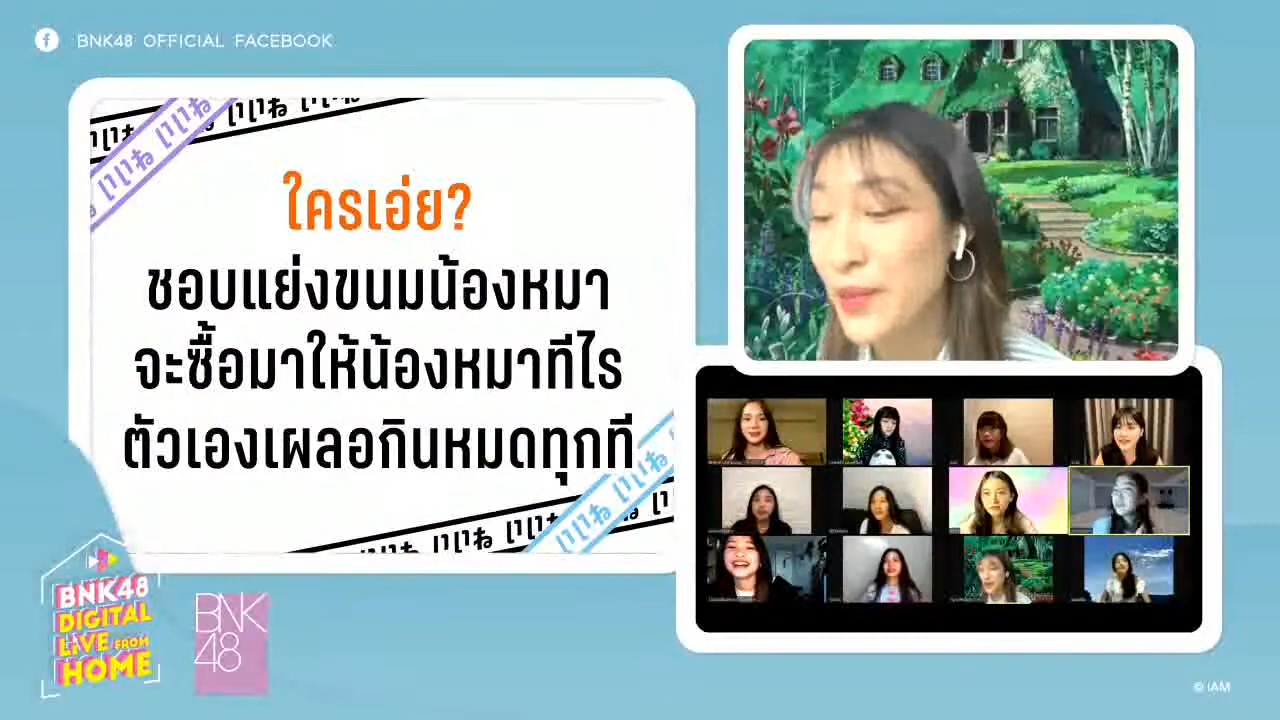 BNK48 OFFICIAL FACEBOOK
ใครเอ่ย?
ชอบแย่งขนมน้องหมา
จะซื้อมาให้น้องหมาทีไร
ตัวเองเผลอกินหมดทุกที
BNK48
DIGITAL
LIVE FROM
HOME
BNK
48
© iAM